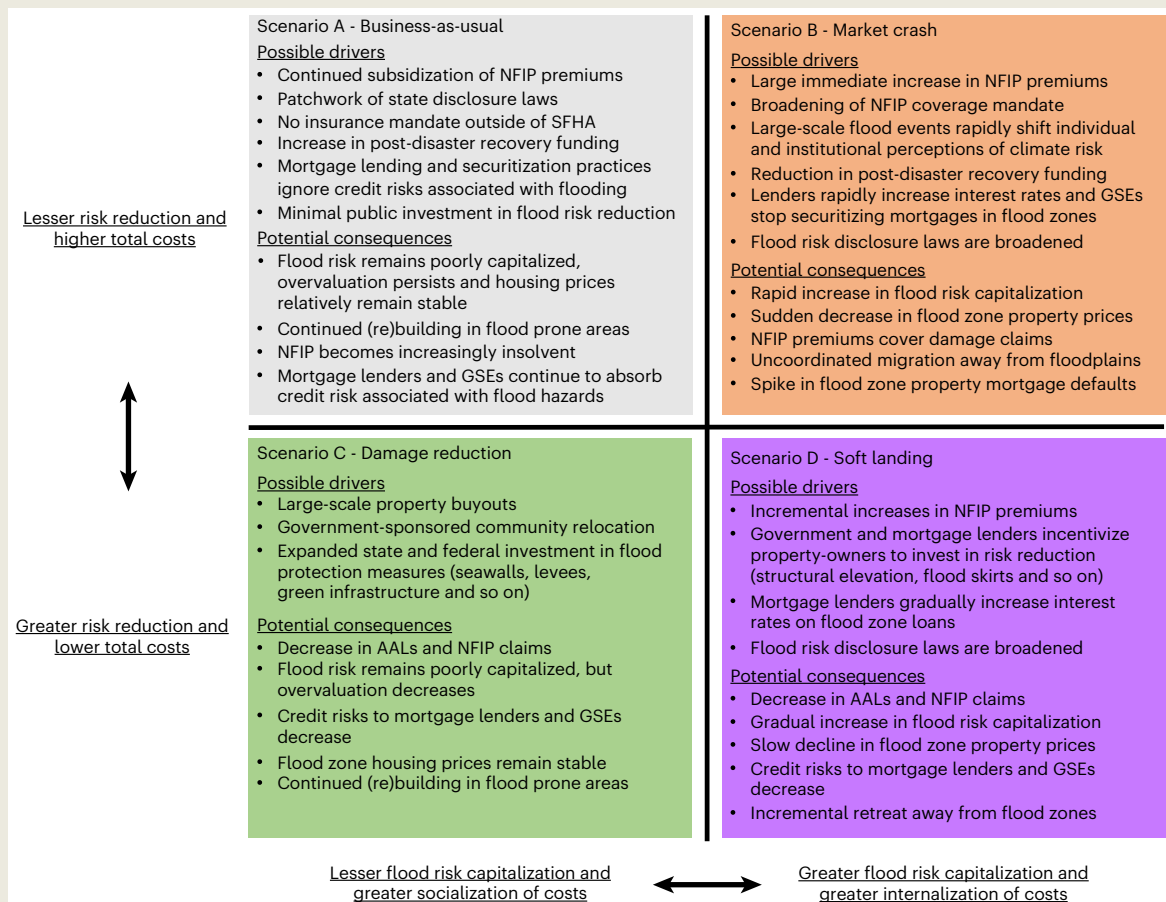 Scenario A - Business-as-usual
Possible drivers
• Continued subsidization of NFIP premiums
• Patchwork of state disclosure laws
• No insurance mandate outside of SFHA
• Increase in post-disaster recovery funding
• Mortgage lending and securitization practices
ignore credit risks associated with flooding
• Minimal public investment in flood risk reduction
Potential consequences
• Flood risk remains poorly capitalized,
overvaluation persists and housing prices
relatively remain stable
• Continued (re)building in flood prone areas
• NFIP becomes increasingly insolvent
• Mortgage lenders and GSEs continue to absorb
credit risk associated with flood hazards
Scenario B - Market crash
Possible drivers
• Large immediate increase in NFIP premiums
• Broadening of NFIP coverage mandate
• Large-scale flood events rapidly shift individual
and institutional perceptions of climate risk
• Reduction in post-disaster recovery funding
• Lenders rapidly increase interest rates and GSEs
stop securitizing mortgages in flood zones
• Flood risk disclosure laws are broadened
Potential consequences
• Rapid increase in flood risk capitalization
• Sudden decrease in flood zone property prices
• NFIP premiums cover damage claims
• Uncoordinated migration away from floodplains
• Spike in flood zone property mortgage defaults
Lesser risk reduction and
higher total costs
Scenario C - Damage reduction
Possible drivers
• Large-scale property buyouts
• Government-sponsored community relocation
• Expanded state and federal investment in flood
protection measures (seawalls, levees,
green infrastructure and so on)
Potential consequences
• Decrease in AALs and NFIP claims
• Flood risk remains poorly capitalized, but
overvaluation decreases
• Credit risks to mortgage lenders and GSEs
decrease
• Flood zone housing prices remain stable
• Continued (re)building in flood prone areas
Scenario D - Soft landing
Possible drivers
• Incremental increases in NFIP premiums
• Government and mortgage lenders incentivize
property-owners to invest in risk reduction
(structural elevation, flood skirts and so on)
• Mortgage lenders gradually increase interest
rates on flood zone loans
• Flood risk disclosure laws are broadened
Potential consequences
• Decrease in AALs and NFIP claims
• Gradual increase in flood risk capitalization
• Slow decline in flood zone property prices
• Credit risks to mortgage lenders and GSEs
decrease
• Incremental retreat away from flood zones
Greater risk reduction and
lower total costs
Lesser flood risk capitalization and
greater socialization of costs
Greater flood risk capitalization and
greater internalization of costs